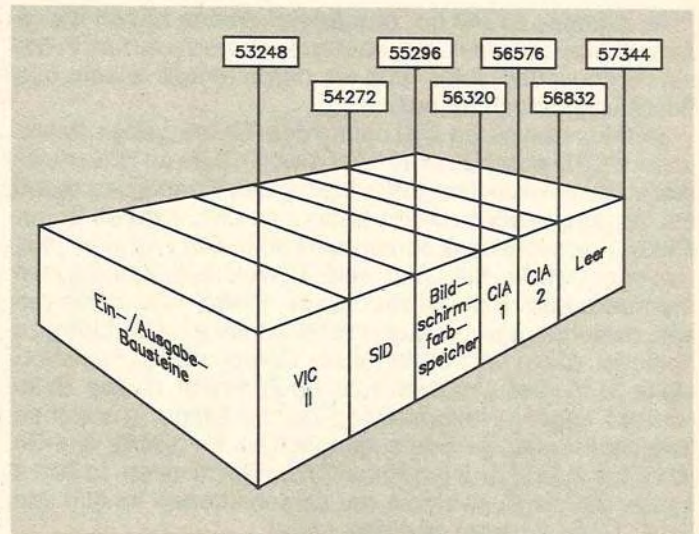 53248
55296
56576
57344
54272
56320
56832
Ein-/Ausgabe-
Bausteine
VIC
II
SID
Bild-
schirm-
farb-
speicher
CIA
1
CIA
2
Leer